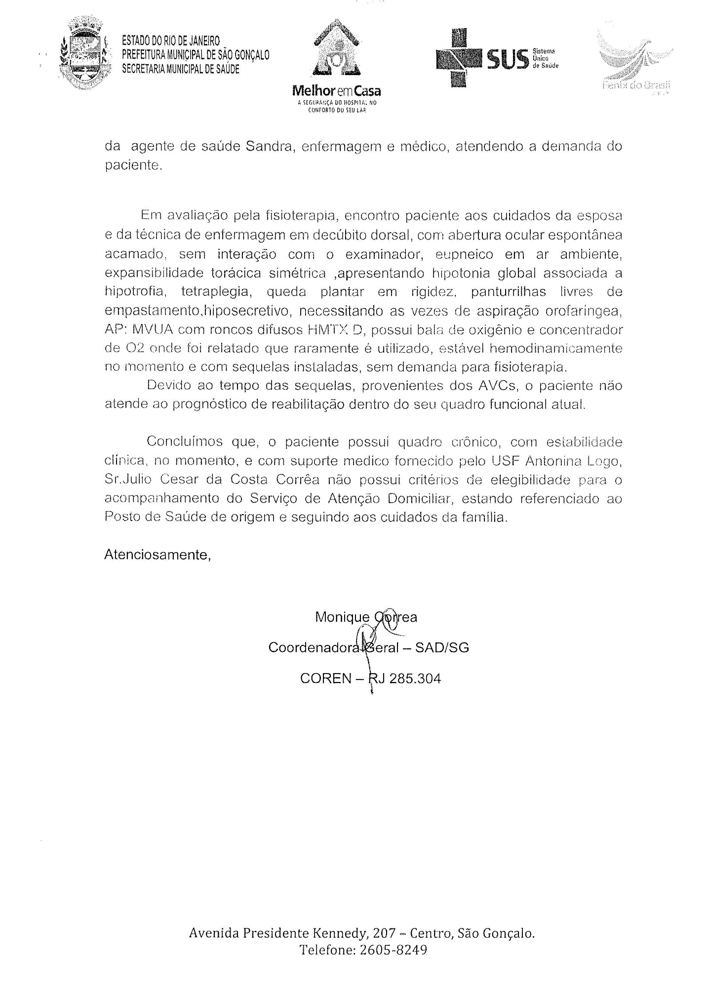 ESTADO DO RIO DE JANEIRO
PREFEITURA MUNICIPAL DE SÃO GONÇALO
SECRETARIA MUNICIPAL DE SAÚDE
Melhor em Casa
A SEGURANÇA DO HOSPITAL NO
CONFORTO DO SEU LAR
SUS Sistema
Único
de Saúde
Fenix do Brasil
da agente de saúde Sandra, enfermagem e médico, atendendo a demanda do
paciente.
Em avaliação pela fisioterapia, encontro paciente aos cuidados da esposa
e da técnica de enfermagem em decúbito dorsal, com abertura ocular espontânea
acamado, sem interação com o examinador, eupneico em ar ambiente,
expansibilidade torácica simétrica ,apresentando hipotonia global associada a
hipotrofia, tetraplegia, queda plantar em rigidez, panturrilhas livres de
empastamento,hiposecretivo, necessitando as vezes de aspiração orofaríngea,
AP: MVUA com roncos difusos HMTX D, possui bala de oxigênio e concentrador
de O2 onde foi relatado que raramente é utilizado, estável hemodinamicamente
no momento e com sequelas instaladas, sem demanda para fisioterapia.
Devido ao tempo das sequelas, provenientes dos AVCs, o paciente não
atende ao prognóstico de reabilitação dentro do seu quadro funcional atual.
Concluímos que, o paciente possui quadro crônico, com estabilidade
clínica, no momento, e com suporte medico fornecido pelo USF Antonina Logo,
Sr.Julio Cesar da Costa Corrêa não possui critérios de elegibilidade para o
acompanhamento do Serviço de Atenção Domiciliar, estando referenciado ao
Posto de Saúde de origem e seguindo aos cuidados da família.
Atenciosamente,
Monique Correa
Coordenadora Geral – SAD/SG
COREN – RJ 285.304
Avenida Presidente Kennedy, 207 – Centro, São Gonçalo.
Telefone: 2605-8249